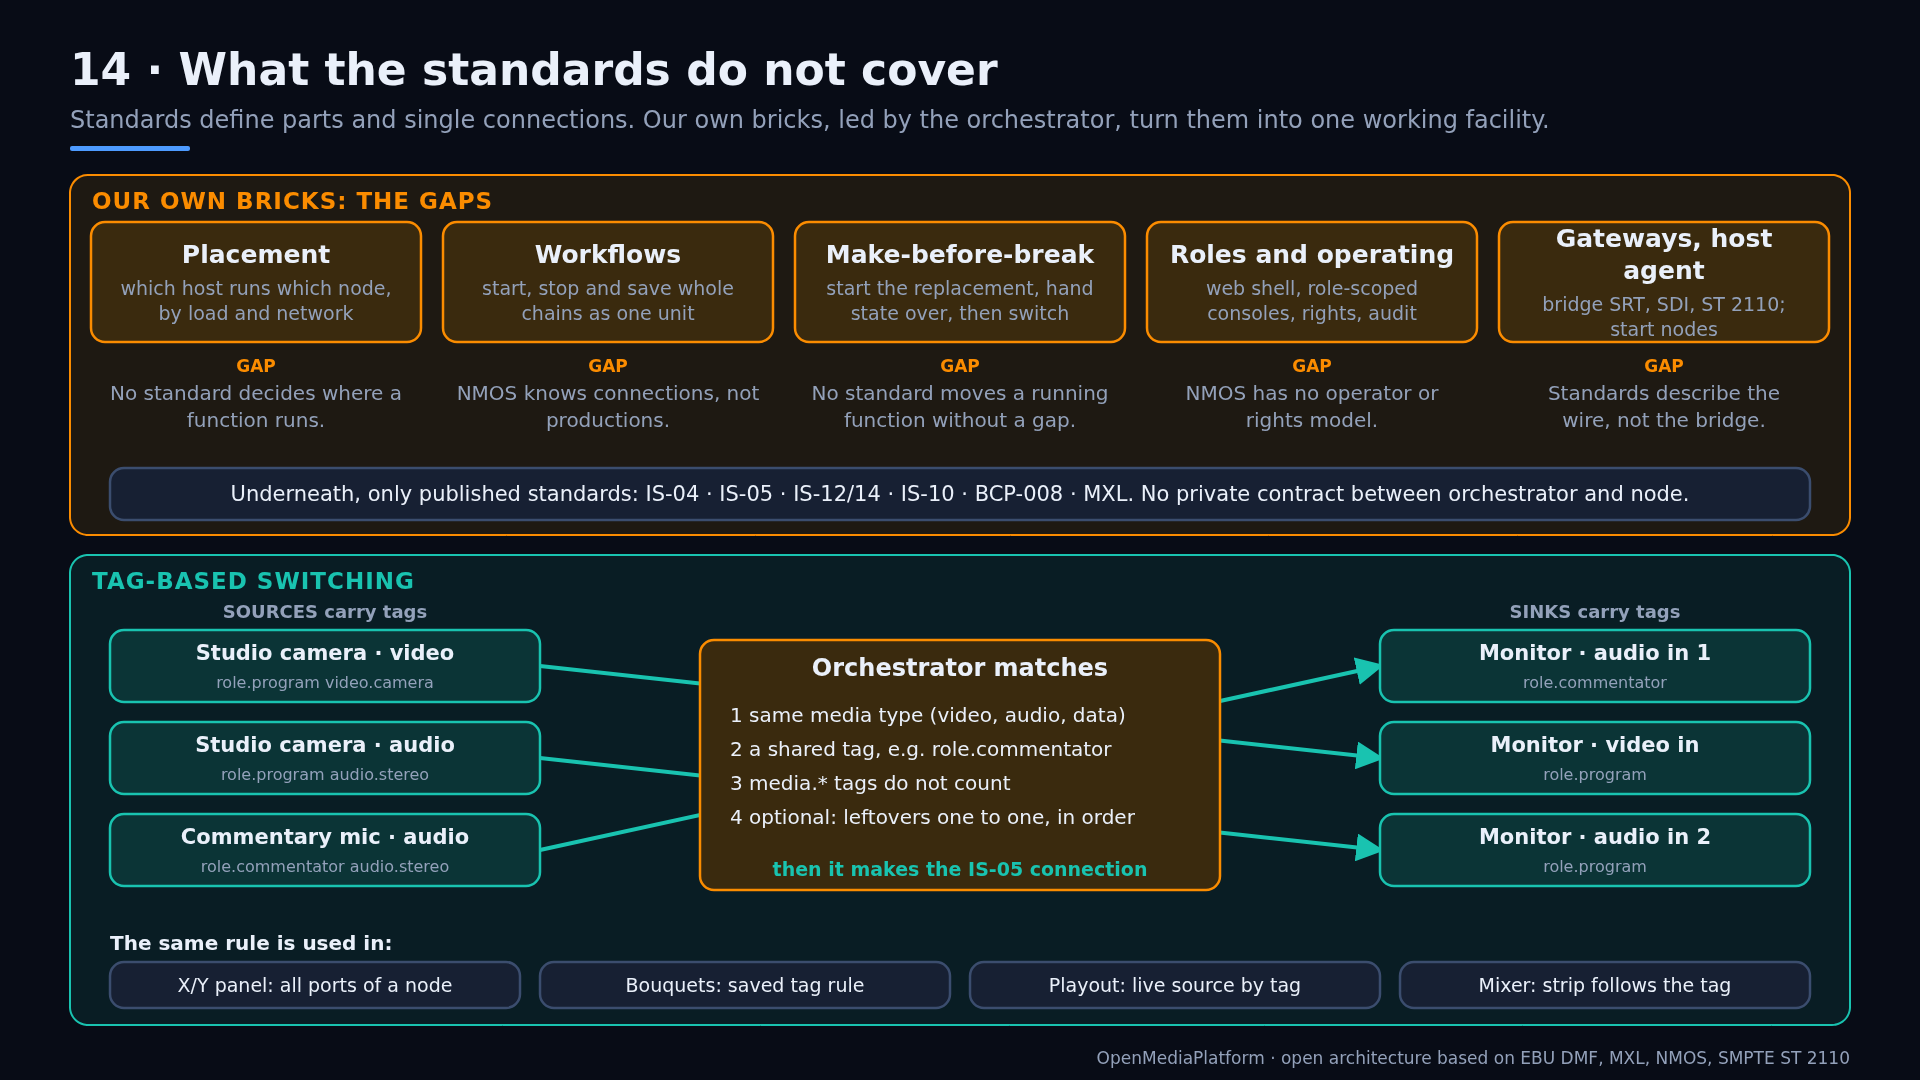 14 · What the standards do not cover
Standards define parts and single connections. Our own bricks, led by the orchestrator, turn them into one working facility.
OUR OWN BRICKS: THE GAPS
Placement
which host runs which node,
by load and network
GAP
No standard decides where a
function runs.
Workflows
start, stop and save whole
chains as one unit
GAP
NMOS knows connections, not
productions.
Make-before-break
start the replacement, hand
state over, then switch
GAP
No standard moves a running
function without a gap.
Roles and operating
web shell, role-scoped
consoles, rights, audit
GAP
NMOS has no operator or
rights model.
Gateways, host
agent
bridge SRT, SDI, ST 2110;
start nodes
GAP
Standards describe the
wire, not the bridge.
Underneath, only published standards: IS-04 · IS-05 · IS-12/14 · IS-10 · BCP-008 · MXL. No private contract between orchestrator and node.
TAG-BASED SWITCHING
SOURCES carry tags
Studio camera · video
role.program video.camera
Studio camera · audio
role.program audio.stereo
Commentary mic · audio
role.commentator audio.stereo
Orchestrator matches
1 same media type (video, audio, data)
2 a shared tag, e.g. role.commentator
3 media.* tags do not count
4 optional: leftovers one to one, in order
then it makes the IS-05 connection
SINKS carry tags
Monitor · audio in 1
role.commentator
Monitor · video in
role.program
Monitor · audio in 2
role.program
The same rule is used in:
X/Y panel: all ports of a node
Bouquets: saved tag rule
Playout: live source by tag
Mixer: strip follows the tag
OpenMediaPlatform · open architecture based on EBU DMF, MXL, NMOS, SMPTE ST 2110